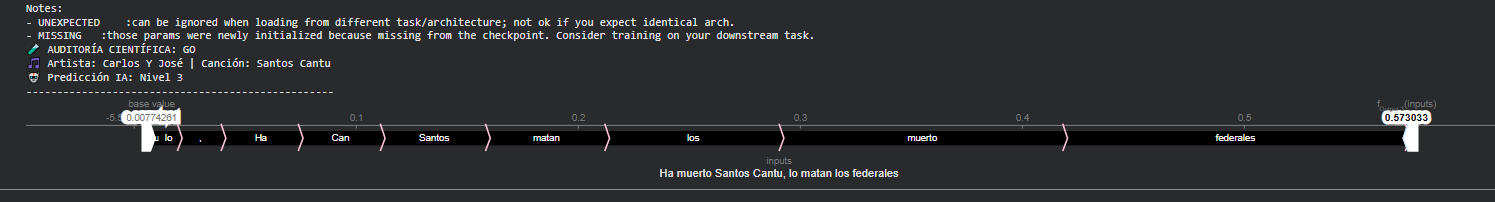 Notes:
- UNEXPECTED    :can be ignored when loading from different task/architecture; not ok if you expect identical arch.
- MISSING    :those params were newly initialized because missing from the checkpoint. Consider training on your downstream task.
🧪 AUDITORÍA CIENTÍFICA: GO
🎵 Artista: Carlos Y José | Canción: Santos Cantu
💀 Predicción IA: Nivel 3
--------------------------------------------------
base value (inputs)
0.00774261 0.1 0.2 0.3 0.4 0.5 0.573033
u lo , Ha Can Santos matan los muerto federales
inputs
Ha muerto Santos Cantu, lo matan los federales